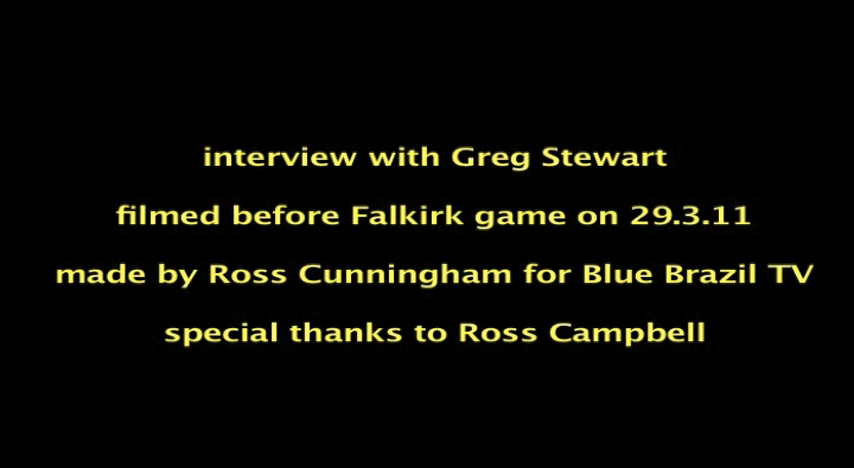 interview with Greg Stewart
filmed before Falkirk game on 29.3.11
made by Ross Cunningham for Blue Brazil TV
special thanks to Ross Campbell